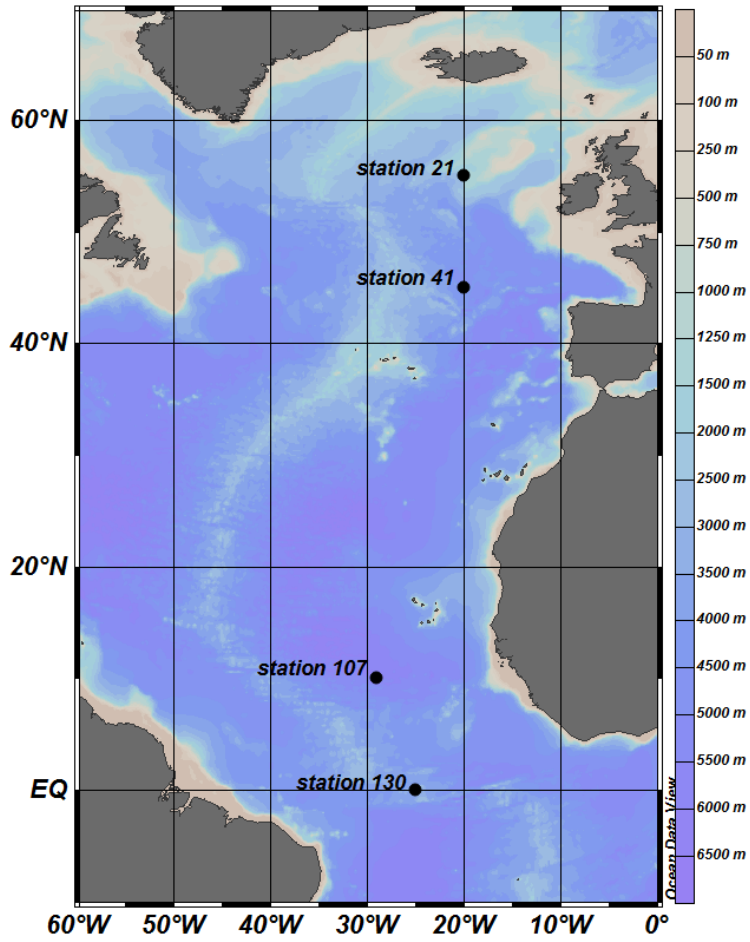 50 m
100 m
60°N
250 m
station 21
500 m
750 m
station 41
1000 m
1250 m
40°N
1500 m
2000 m
2500 m
3000 m
20°N
3500 m
4000 m
4500 m
station 107
5000 m
5500 m
station 130
EQ
6000 m
6500 m
Ocean Data View
60°W 50°W 40°W 30°W 20°W 10°W 0°